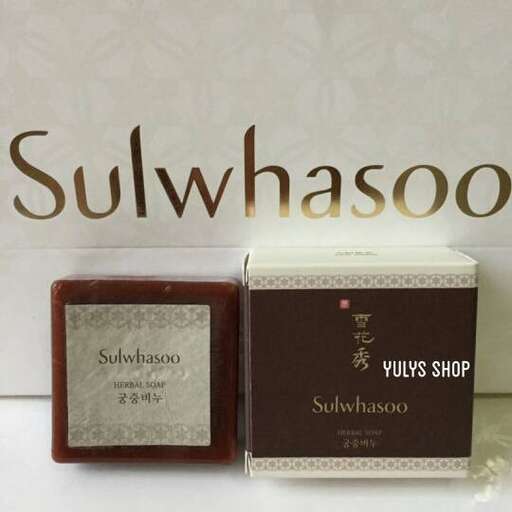 Sulwhasoo
Sulwhasoo
HERBAL SOAP
궁중비누
雪花秀
YULYS SHOP
Sulwhasoo
HERBAL SOAP
궁중비누